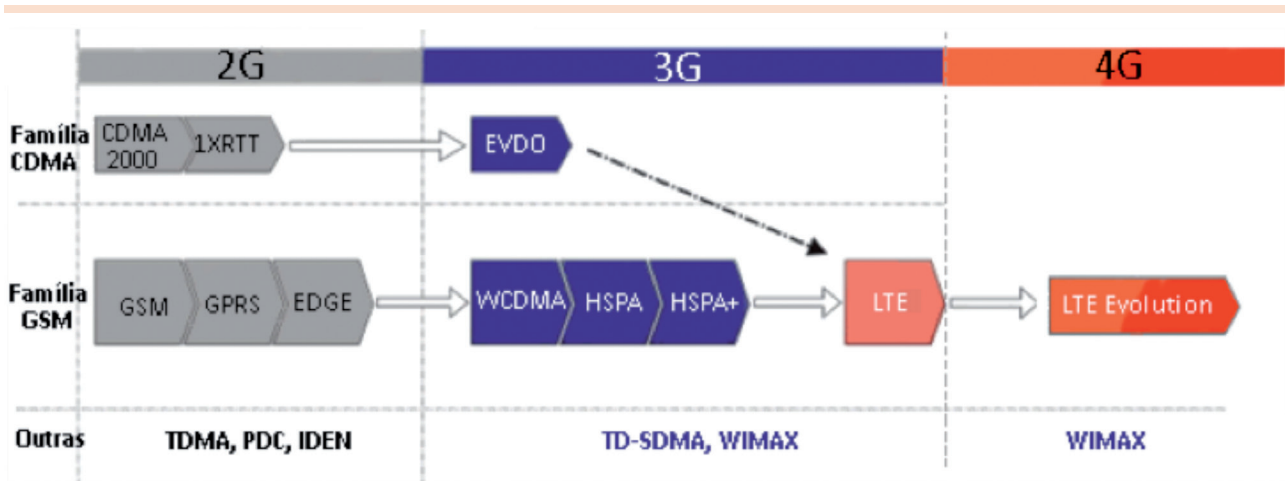 2G
3G
4G
Família
CDMA
CDMA
2000
1XRTT
EVDO
Família
GSM
GSM
GPRS
EDGE
WCDMA
HSPA
HSPA+
LTE
LTE Evolution
Outras
TDMA, PDC, IDEN
TD-SDMA, WIMAX
WIMAX